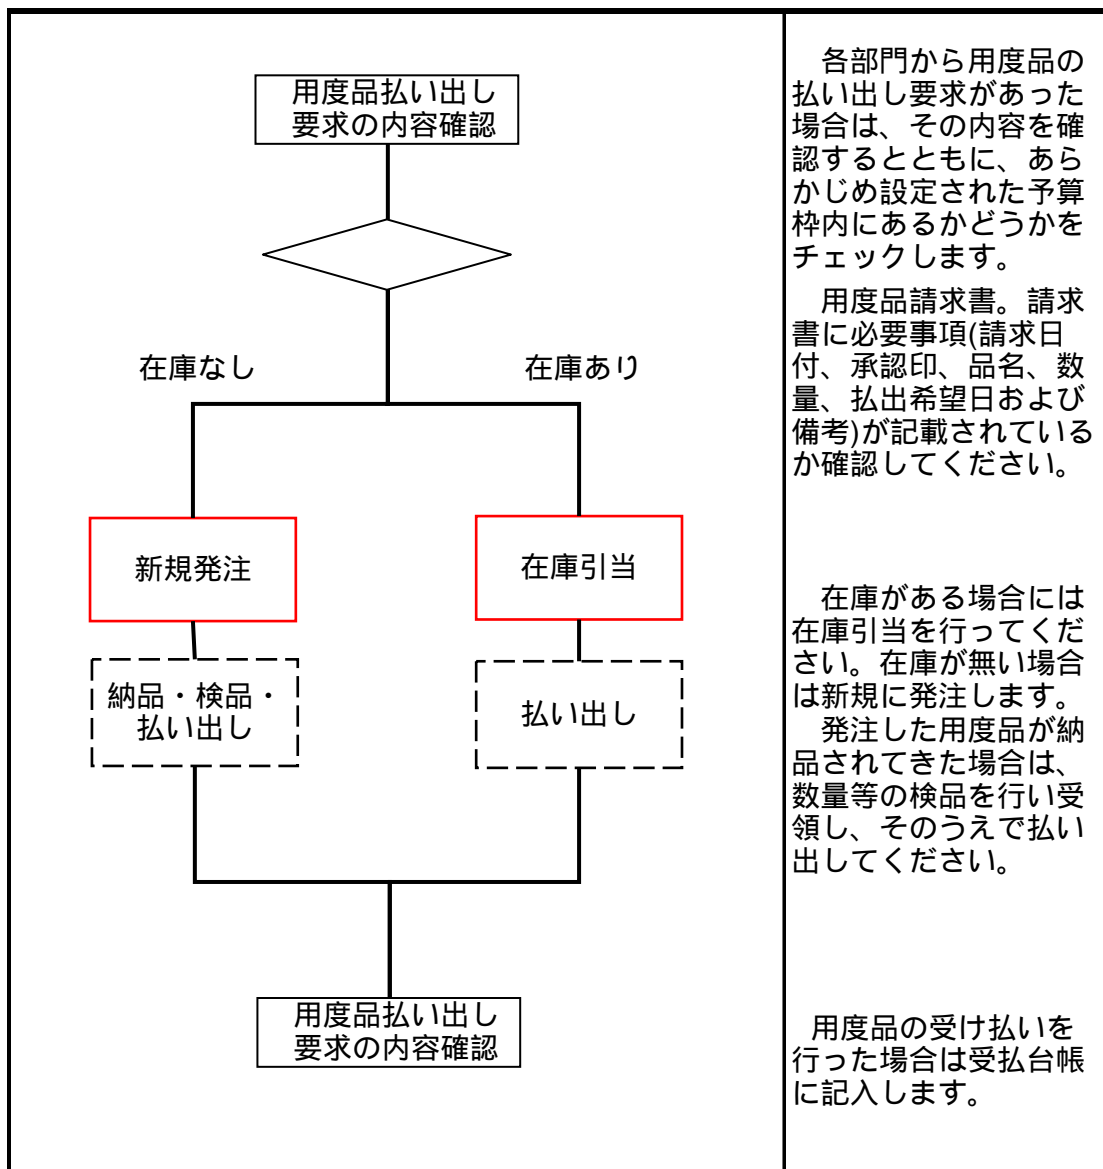 用度品払い出し
要求の内容確認
在庫なし
在庫あり
新規発注
在庫引当
納品・検品・
払い出し
払い出し
用度品払い出し
要求の内容確認
各部門から用度品の
払い出し要求があった
場合は、その内容を確
認するとともに、あら
かじめ設定された予算
枠内にあるかどうかを
チェックします。
用度品請求書。請求
書に必要事項(請求日
付、承認印、品名、数
量、払出希望日および
備考)が記載されている
か確認してください。
在庫がある場合には
在庫引当を行ってくだ
さい。在庫が無い場合
は新規に発注します。
発注した用度品が納
品されてきた場合は、
数量等の検品を行い受
領し、そのうえで払い
出してください。
用度品の受け払いを
行った場合は受払台帳
に記入します。